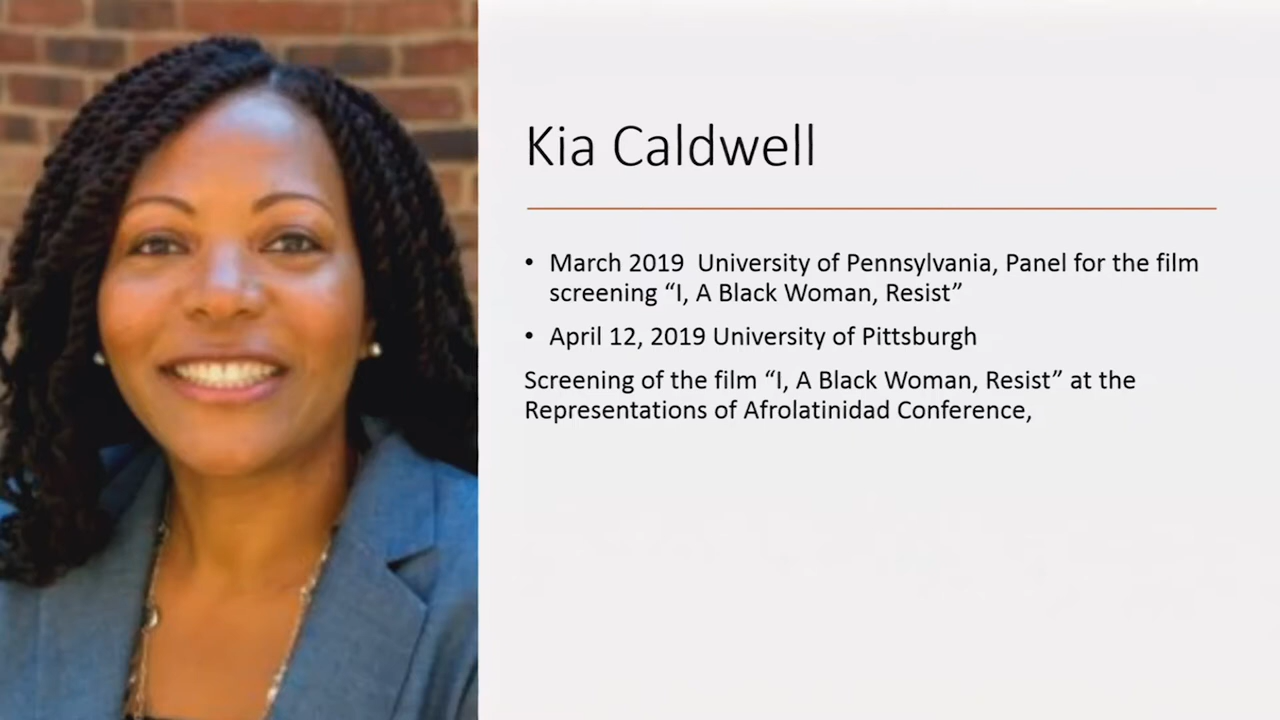 Kia Caldwell
• March 2019  University of Pennsylvania, Panel for the film
screening “I, A Black Woman, Resist”
• April 12, 2019 University of Pittsburgh
Screening of the film “I, A Black Woman, Resist” at the
Representations of Afrolatinidad Conference,